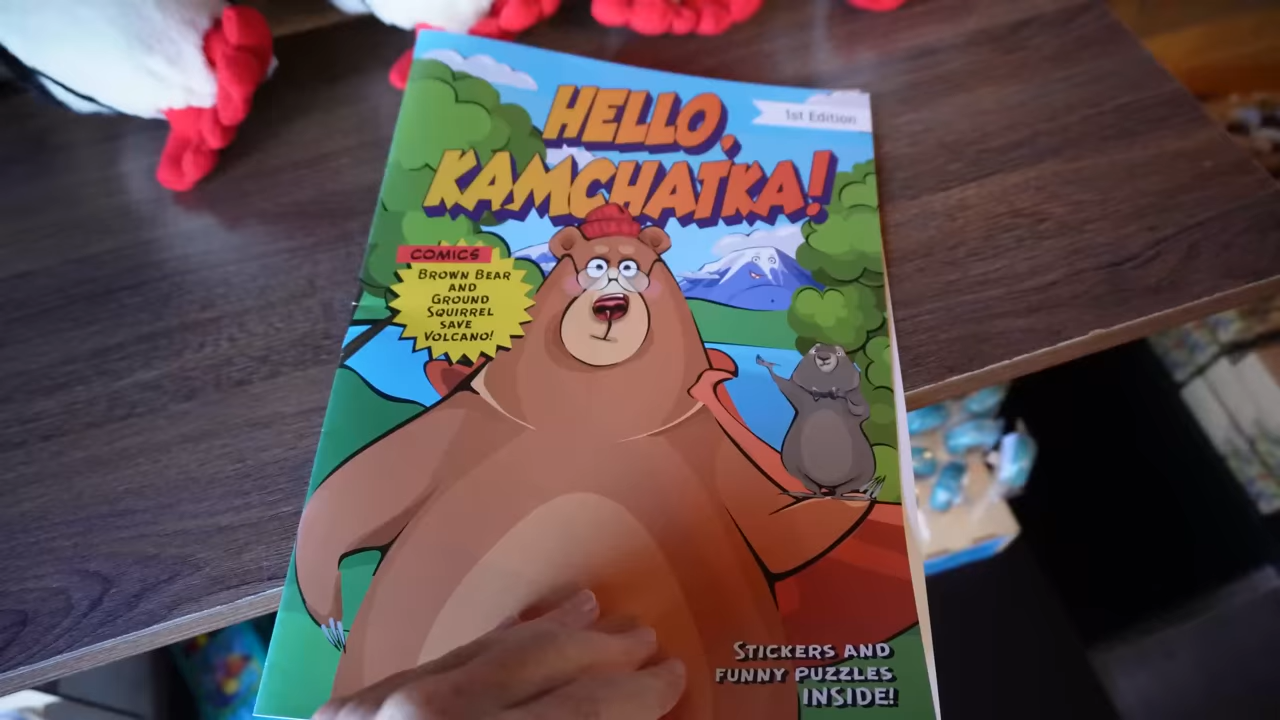 HELLO,
KAMCHATKA!
1st Edition
COMICS
BROWN BEAR
AND
GROUND
SQUIRREL
SAVE
VOLCANO!
STICKERS AND
FUNNY PUZZLES
INSIDE!